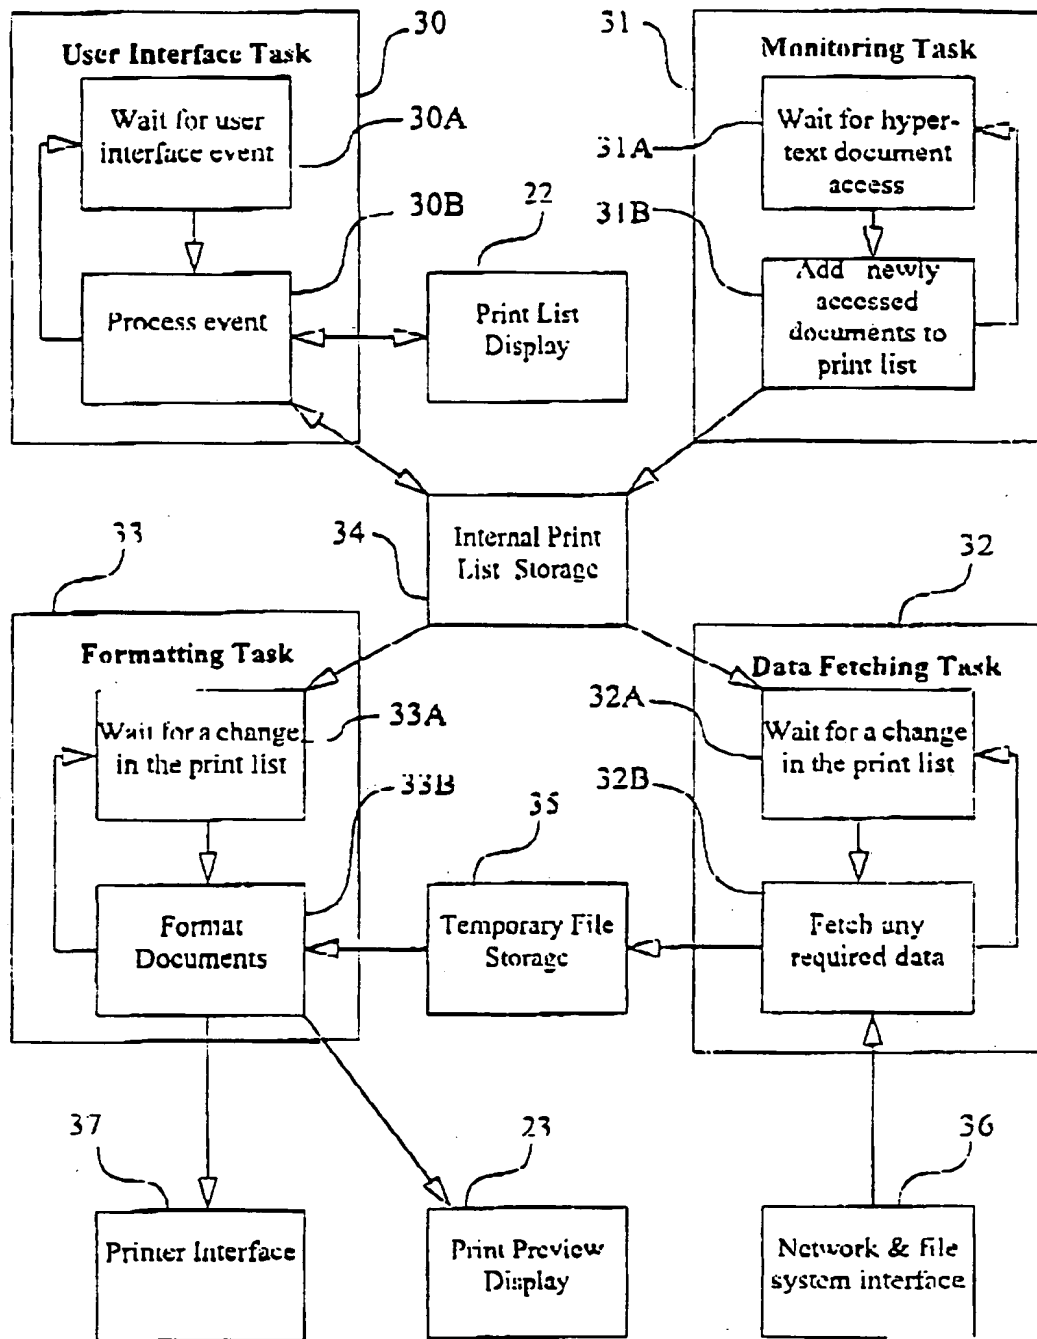 User Interface Task
30
Wait for user
interface event
30A
30B
Process event
22
Print List
Display
31
Monitoring Task
31A
Wait for hyper-
text document
access
31B
Add newly
accessed
documents to
print list
34
Internal Print
List Storage
33
Formatting Task
Wait for a change
in the print list
33A
33B
Format
Documents
35
Temporary File
Storage
32
Data Fetching Task
32A
Wait for a change
in the print list
32B
Fetch any
required data
37
Printer Interface
23
Print Preview
Display
36
Network & file
system interface